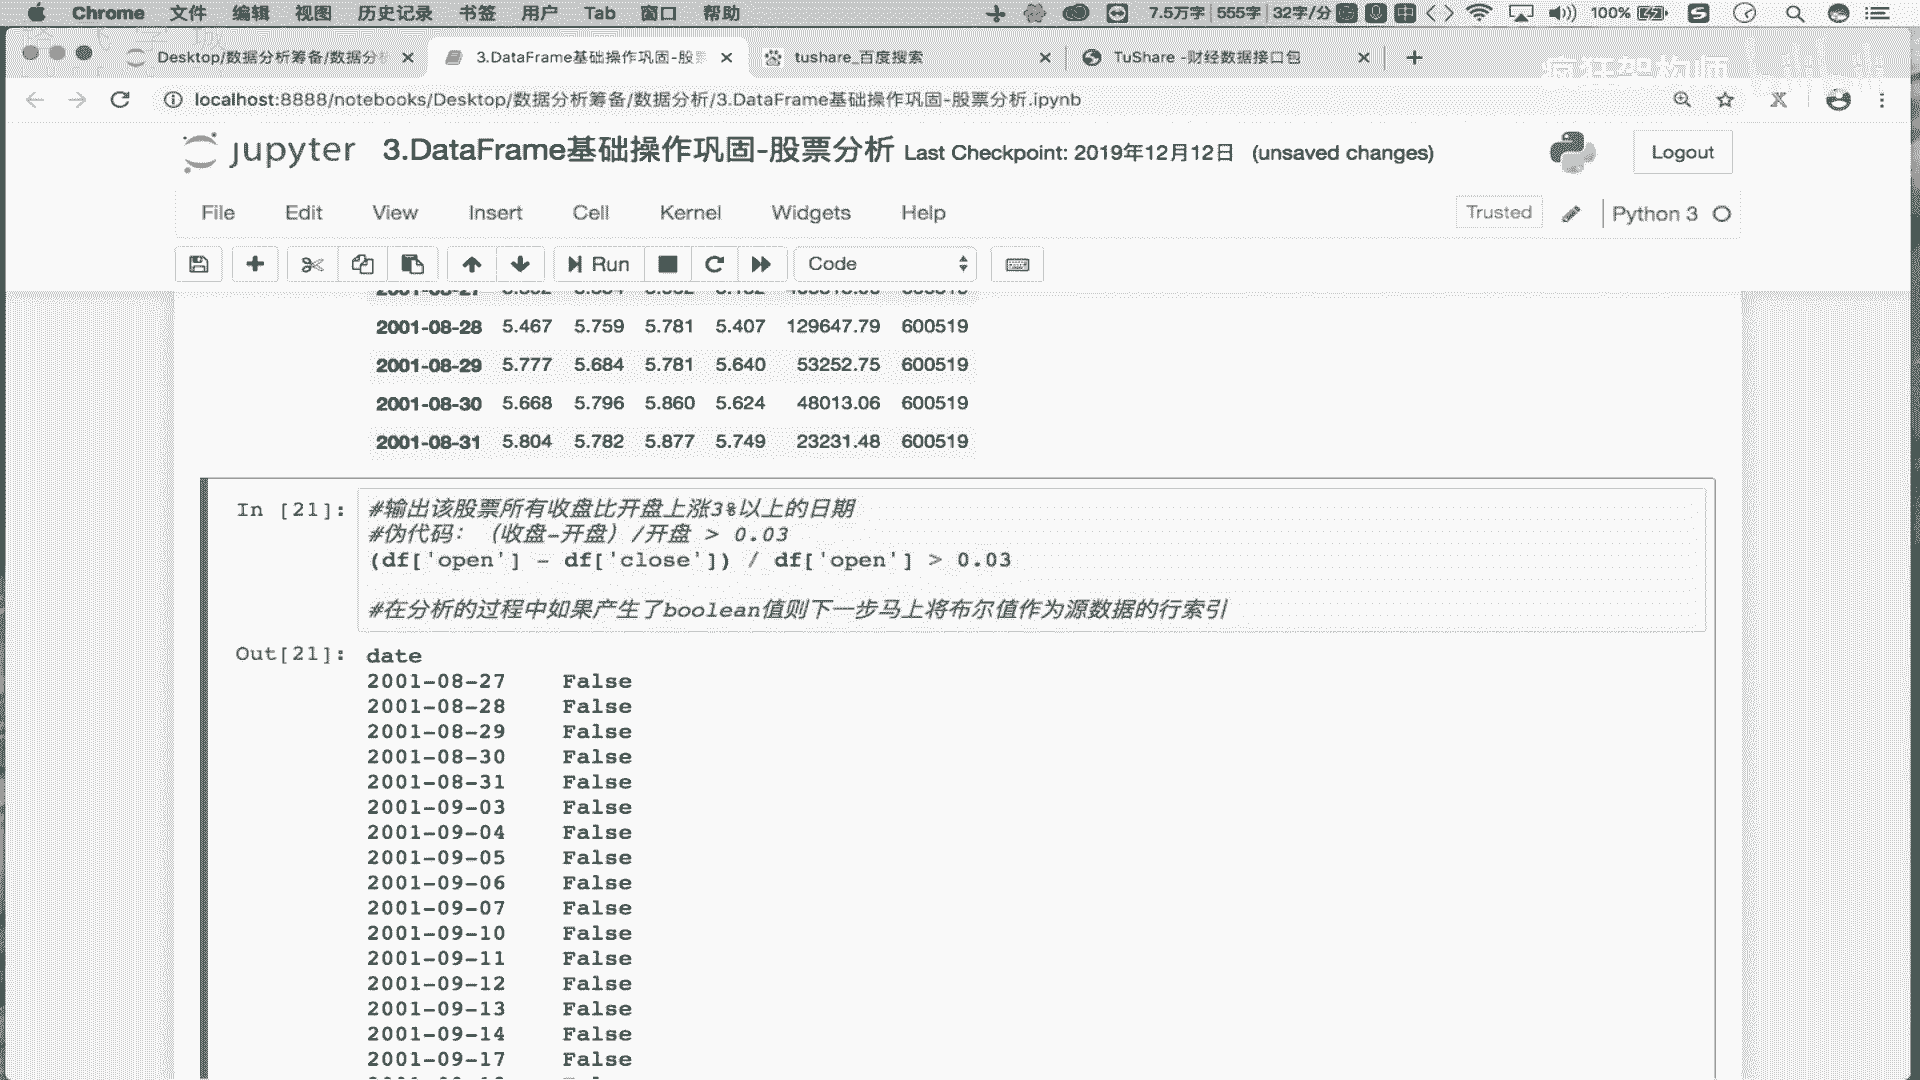 Chrome 文件 编辑 视图 历史记录 书签 用户 Tab 窗口 帮助 7.5万字 555字 32字/分 100%
Desktop/数据分析筹备/数据分析 3.DataFrame基础操作巩固-股票 tushare_百度搜索 TuShare -财经数据接口包
疯狂架构师
localhost:8888/notebooks/Desktop/数据分析筹备/数据分析/3.DataFrame基础操作巩固-股票分析.ipynb
jupyter 3.DataFrame基础操作巩固-股票分析 Last Checkpoint: 2019年12月12日 (unsaved changes) Logout
File Edit View Insert Cell Kernel Widgets Help Trusted Python 3
Run Code
2001-08-28 5.467 5.759 5.781 5.407 129647.79 600519
2001-08-29 5.777 5.684 5.781 5.640 53252.75 600519
2001-08-30 5.668 5.796 5.860 5.624 48013.06 600519
2001-08-31 5.804 5.782 5.877 5.749 23231.48 600519
In [21]: #输出该股票所有收盘比开盘上涨3%以上的日期
#伪代码：（收盘-开盘）/开盘 > 0.03
(df['open'] - df['close']) / df['open'] > 0.03
#在分析的过程中如果产生了boolean值则下一步马上将布尔值作为源数据的行索引
Out[21]: date
2001-08-27 False
2001-08-28 False
2001-08-29 False
2001-08-30 False
2001-08-31 False
2001-09-03 False
2001-09-04 False
2001-09-05 False
2001-09-06 False
2001-09-07 False
2001-09-10 False
2001-09-11 False
2001-09-12 False
2001-09-13 False
2001-09-14 False
2001-09-17 False